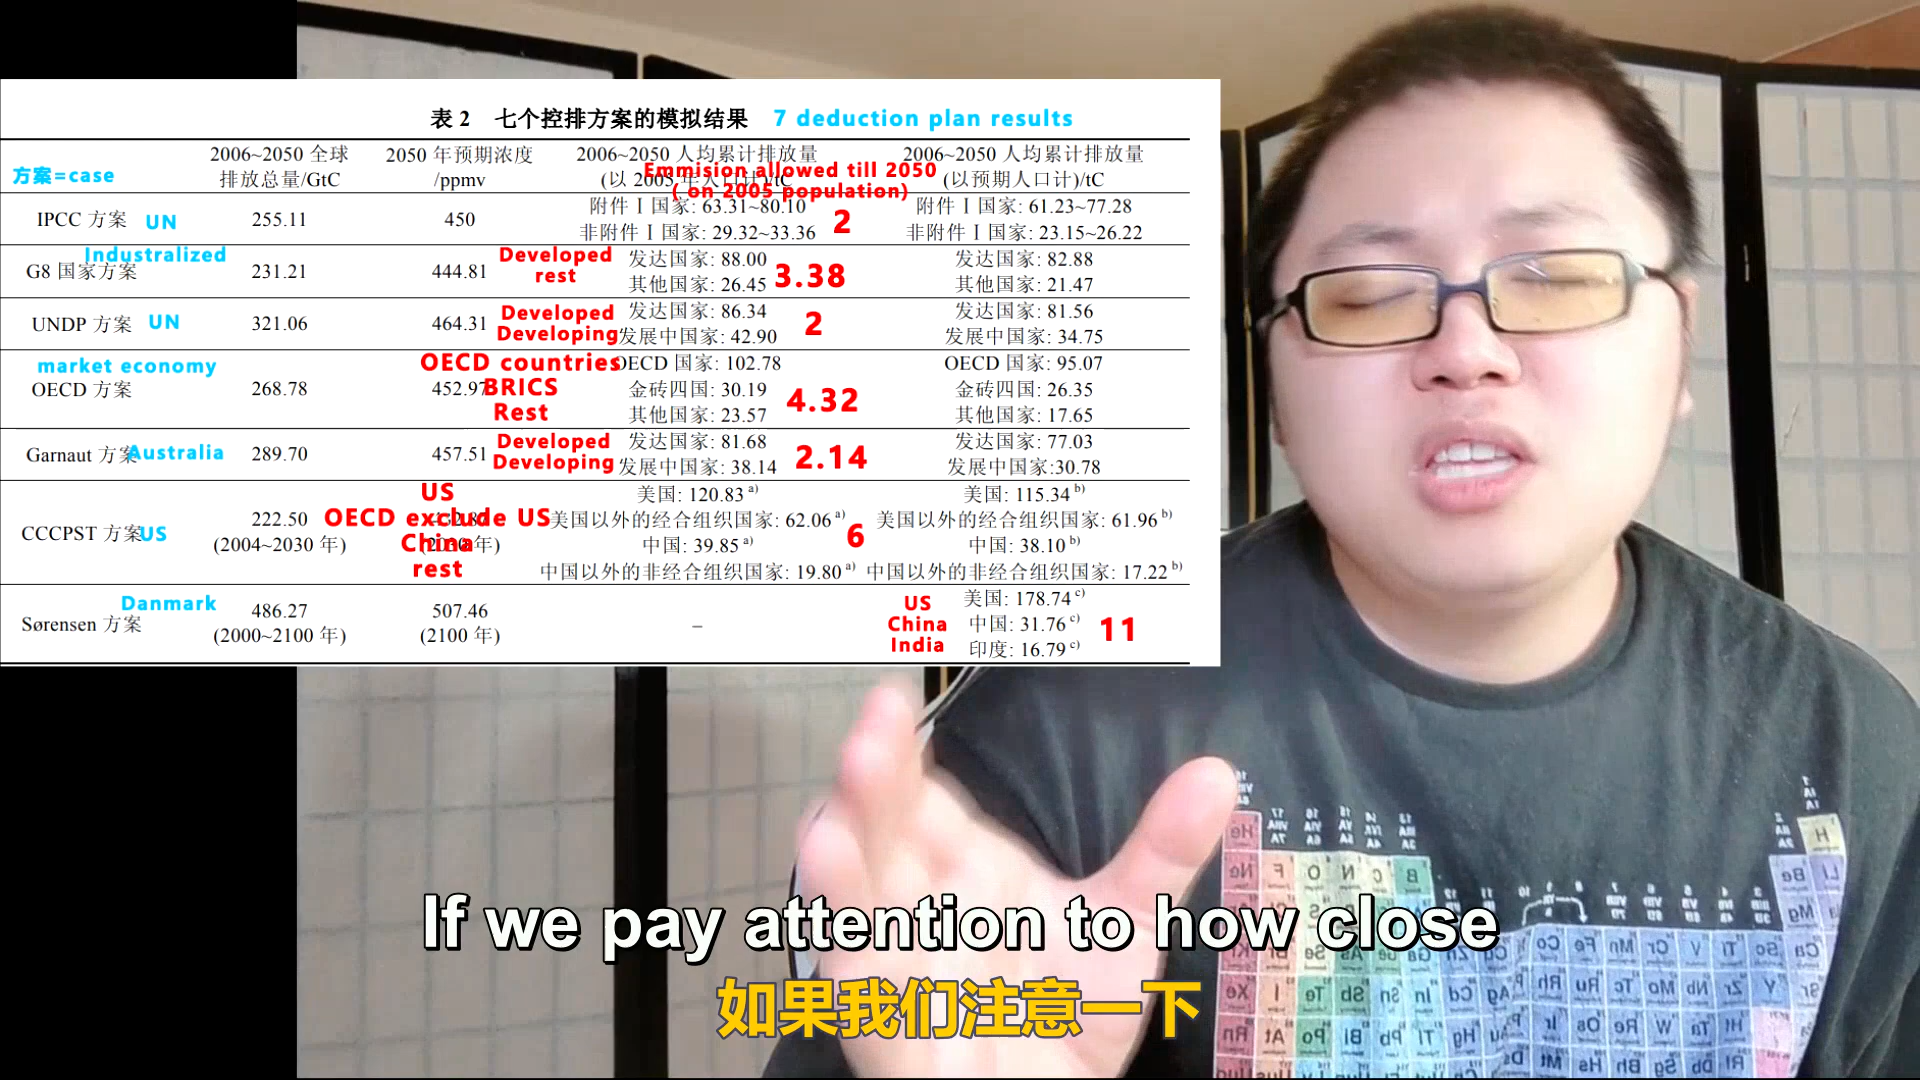 表 2 七个控排方案的模拟结果 7 deduction plan results
方案=case
2006~2050 全球
排放总量/GtC
2050 年预期浓度
/ppmv
2006~2050 人均累计排放量
(以 2005 年人口计)/tC
Emmision allowed till 2050
( on 2005 population)
2006~2050 人均累计排放量
(以预期人口计)/tC
IPCC 方案 UN
255.11
450
附件 I 国家: 63.31~80.10
非附件 I 国家: 29.32~33.36
2
附件 I 国家: 61.23~77.28
非附件 I 国家: 23.15~26.22
Industralized
G8 国家方案
231.21
444.81
Developed
rest
发达国家: 88.00
其他国家: 26.45
3.38
发达国家: 82.88
其他国家: 21.47
UNDP 方案 UN
321.06
464.31
Developed
Developing
发达国家: 86.34
发展中国家: 42.90
2
发达国家: 81.56
发展中国家: 34.75
market economy
OECD 方案
268.78
452.97
OECD countries
BRICS
Rest
OECD 国家: 102.78
金砖四国: 30.19
其他国家: 23.57
4.32
OECD 国家: 95.07
金砖四国: 26.35
其他国家: 17.65
Garnaut 方案 Australia
289.70
457.51
Developed
Developing
发达国家: 81.68
发展中国家: 38.14
2.14
发达国家: 77.03
发展中国家:30.78
CCCPST 方案 US
222.50
(2004~2030 年)
US
OECD exclude US
China
rest
美国: 120.83 a)
美国以外的经合组织国家: 62.06 a)
中国: 39.85 a)
中国以外的非经合组织国家: 19.80 a)
6
美国: 115.34 b)
美国以外的经合组织国家: 61.96 b)
中国: 38.10 b)
中国以外的非经合组织国家: 17.22 b)
Danmark
Sørensen 方案
486.27
(2000~2100 年)
507.46
(2100 年)
–
US
China
India
美国: 178.74 c)
中国: 31.76 c)
印度: 16.79 c)
11
If we pay attention to how close
如果我们注意一下